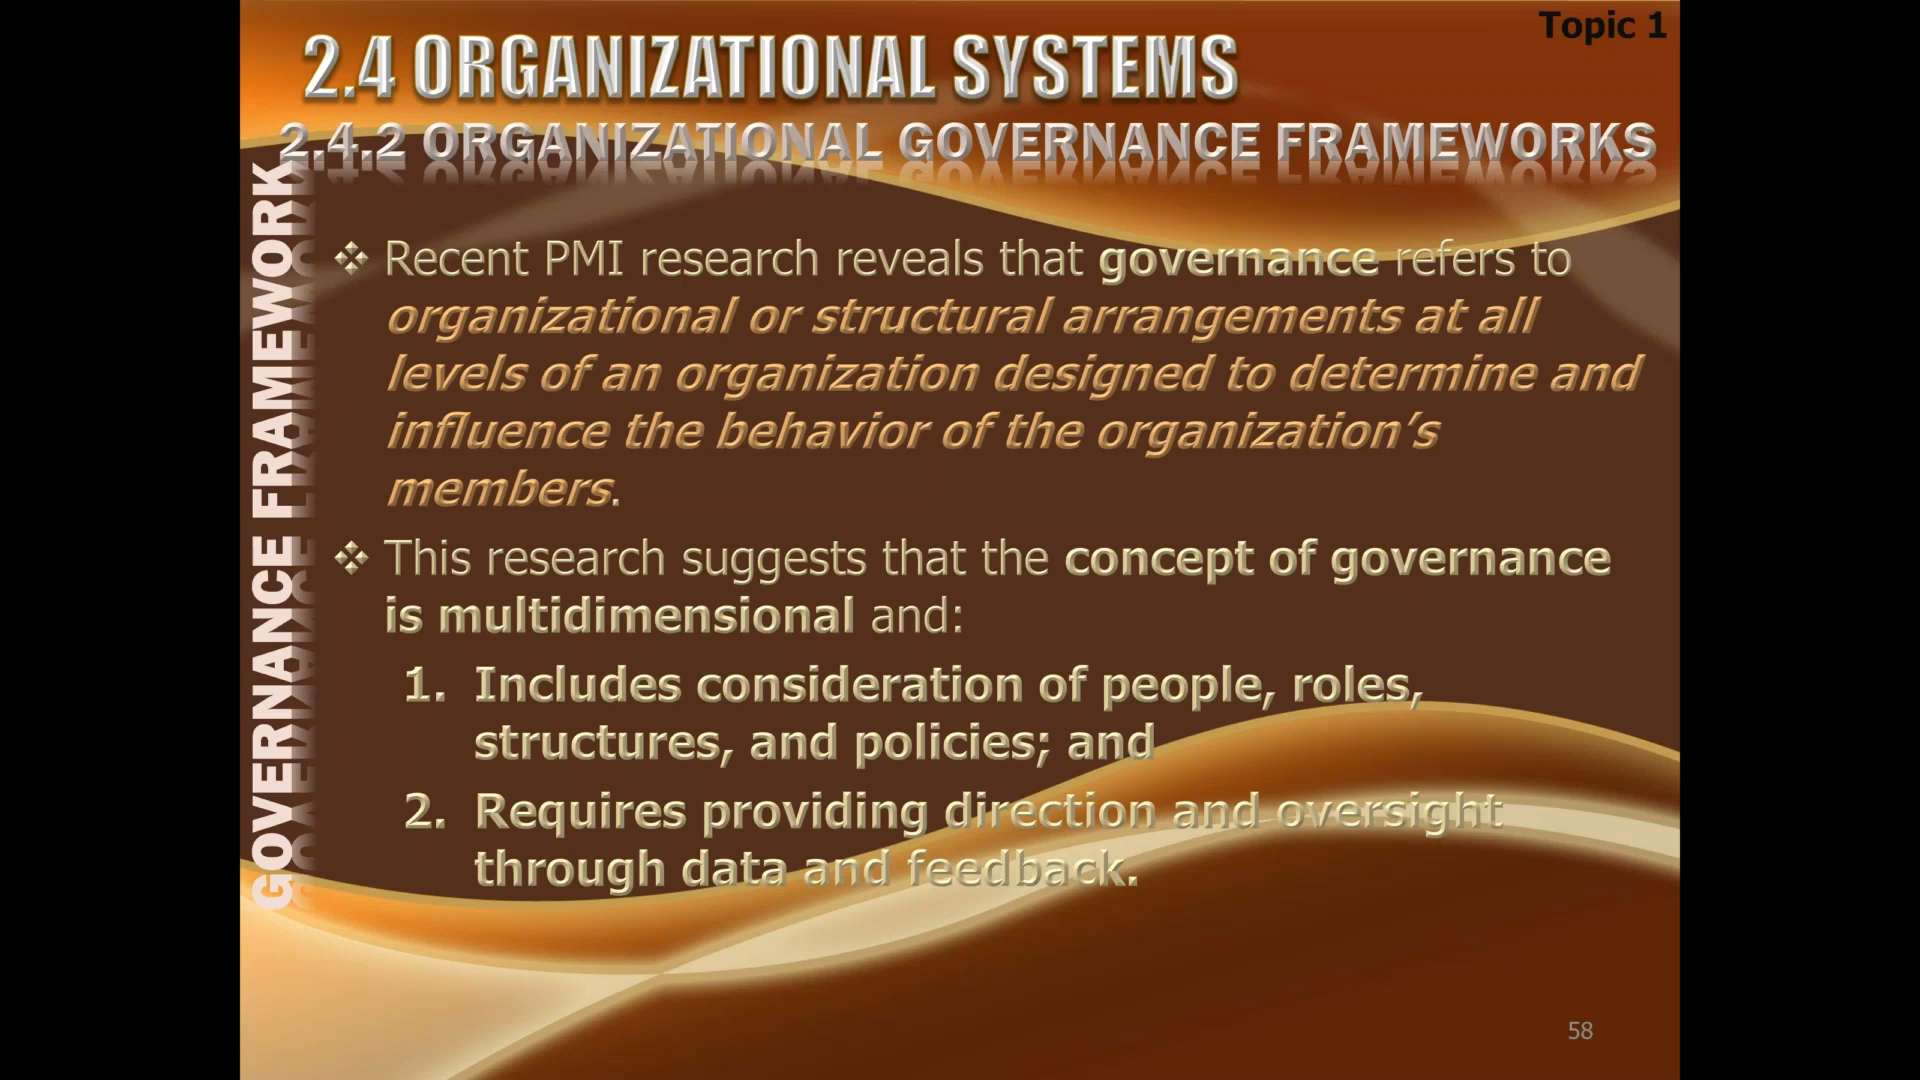 Topic 1
2.4 ORGANIZATIONAL SYSTEMS
2.4.2 ORGANIZATIONAL GOVERNANCE FRAMEWORKS
GOVERNANCE FRAMEWORK
❖ Recent PMI research reveals that governance refers to
organizational or structural arrangements at all
levels of an organization designed to determine and
influence the behavior of the organization’s
members.
❖ This research suggests that the concept of governance
is multidimensional and:
1. Includes consideration of people, roles,
structures, and policies; and
2. Requires providing direction and oversight
through data and feedback.
58